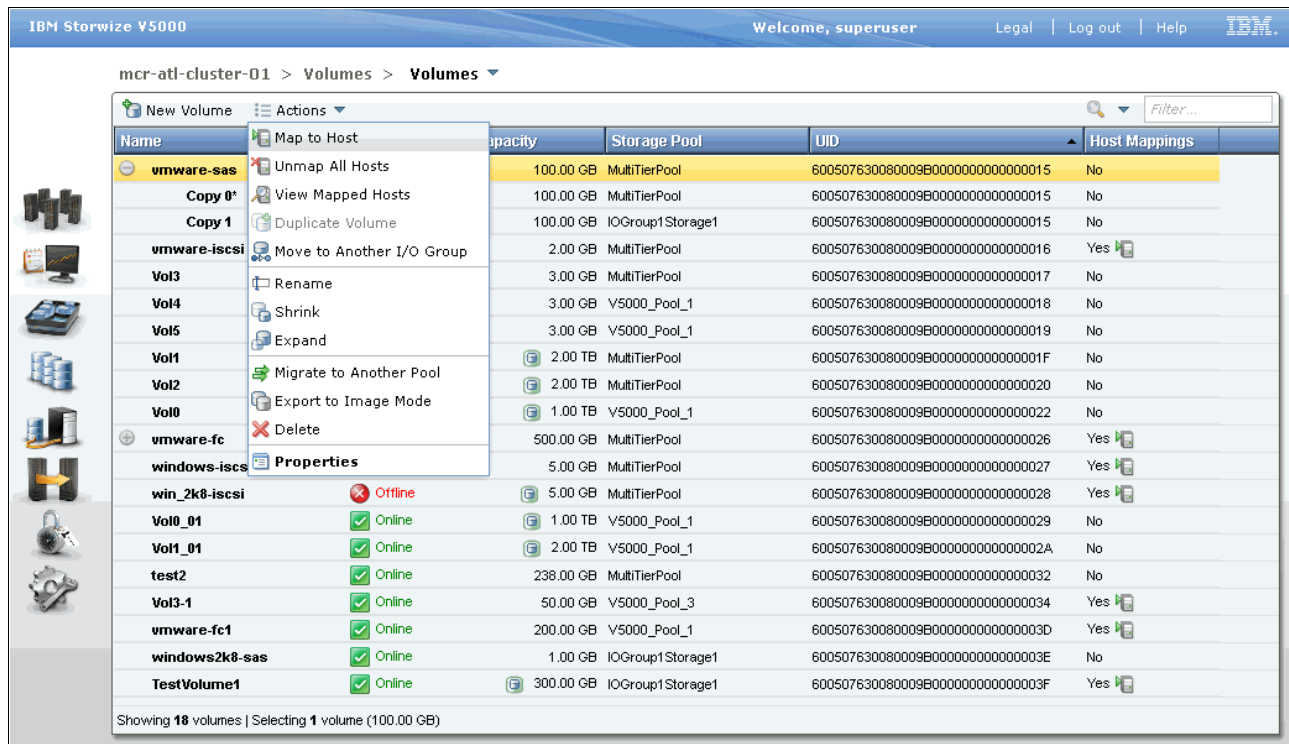 IBM Storwize V5000 Welcome, superuser Legal | Log out | Help IBM.
mcr-atl-cluster-01 > Volumes > Volumes
New Volume Actions Filter...
Name apacity Storage Pool UID Host Mappings
Map to Host
Unmap All Hosts
View Mapped Hosts
Duplicate Volume
Move to Another I/O Group
Rename
Shrink
Expand
Migrate to Another Pool
Export to Image Mode
Delete
Properties
vmware-sas 100.00 GB MultiTierPool 600507630080009B0000000000000015 No
Copy 0* 100.00 GB MultiTierPool 600507630080009B0000000000000015 No
Copy 1 100.00 GB IOGroup1Storage1 600507630080009B0000000000000015 No
vmware-iscsi 2.00 GB MultiTierPool 600507630080009B0000000000000016 Yes
Vol3 3.00 GB MultiTierPool 600507630080009B0000000000000017 No
Vol4 3.00 GB V5000_Pool_1 600507630080009B0000000000000018 No
Vol5 3.00 GB V5000_Pool_1 600507630080009B0000000000000019 No
Vol1 2.00 TB MultiTierPool 600507630080009B000000000000001F No
Vol2 2.00 TB MultiTierPool 600507630080009B0000000000000020 No
Vol0 1.00 TB V5000_Pool_1 600507630080009B0000000000000022 No
vmware-fc 500.00 GB MultiTierPool 600507630080009B0000000000000026 Yes
windows-iscs 5.00 GB MultiTierPool 600507630080009B0000000000000027 Yes
win_2k8-iscsi Offline 5.00 GB MultiTierPool 600507630080009B0000000000000028 Yes
Vol0_01 Online 1.00 TB V5000_Pool_1 600507630080009B0000000000000029 No
Vol1_01 Online 2.00 TB V5000_Pool_1 600507630080009B000000000000002A No
test2 Online 238.00 GB MultiTierPool 600507630080009B0000000000000032 No
Vol3-1 Online 50.00 GB V5000_Pool_3 600507630080009B0000000000000034 Yes
vmware-fc1 Online 200.00 GB V5000_Pool_1 600507630080009B000000000000003D Yes
windows2k8-sas Online 1.00 GB IOGroup1Storage1 600507630080009B000000000000003E No
TestVolume1 Online 300.00 GB IOGroup1Storage1 600507630080009B000000000000003F Yes
Showing 18 volumes | Selecting 1 volume (100.00 GB)